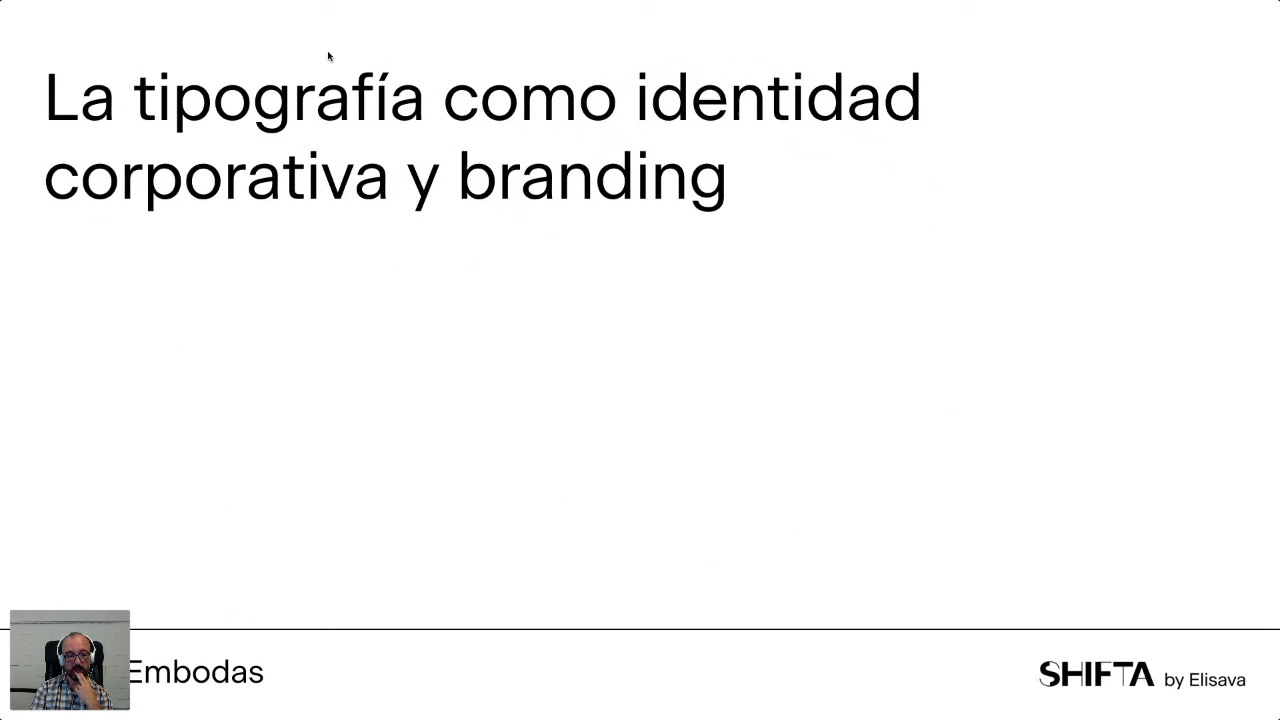 La tipografía como identidad
corporativa y branding
Embodas
SHIFTA by Elisava